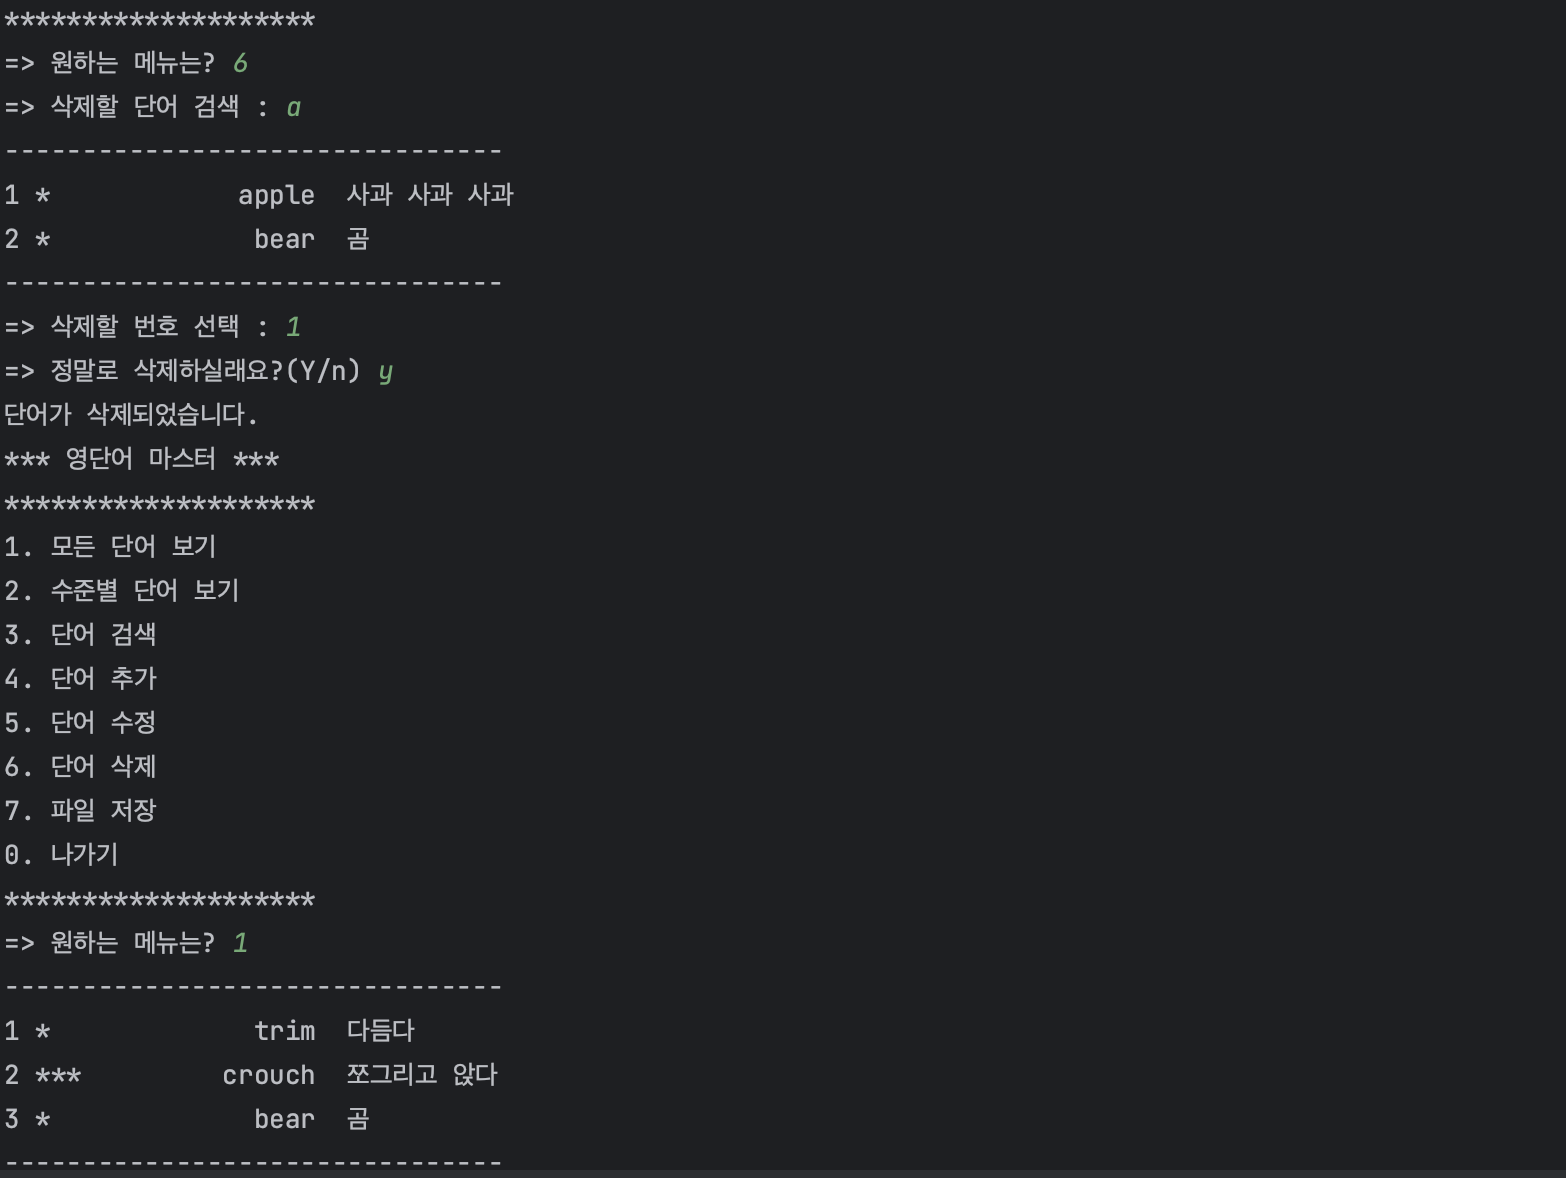 ********************
=> 원하는 메뉴는? 6
=> 삭제할 단어 검색 : a
--------------------------------
1 *            apple  사과 사과 사과
2 *             bear  곰
--------------------------------
=> 삭제할 번호 선택 : 1
=> 정말로 삭제하실래요?(Y/n) y
단어가 삭제되었습니다.
*** 영단어 마스터 ***
********************
1. 모든 단어 보기
2. 수준별 단어 보기
3. 단어 검색
4. 단어 추가
5. 단어 수정
6. 단어 삭제
7. 파일 저장
0. 나가기
********************
=> 원하는 메뉴는? 1
--------------------------------
1 *             trim  다듬다
2 ***         crouch  쪼그리고 앉다
3 *             bear  곰
--------------------------------